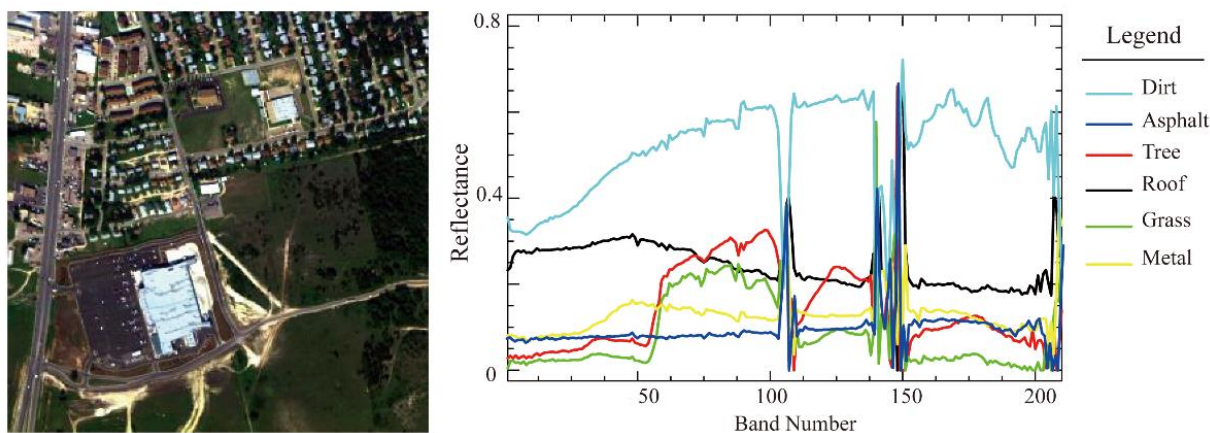 0.8
0.4
0
Reflectance
50
100
150
200
Band Number
Legend
Dirt
Asphalt
Tree
Roof
Grass
Metal